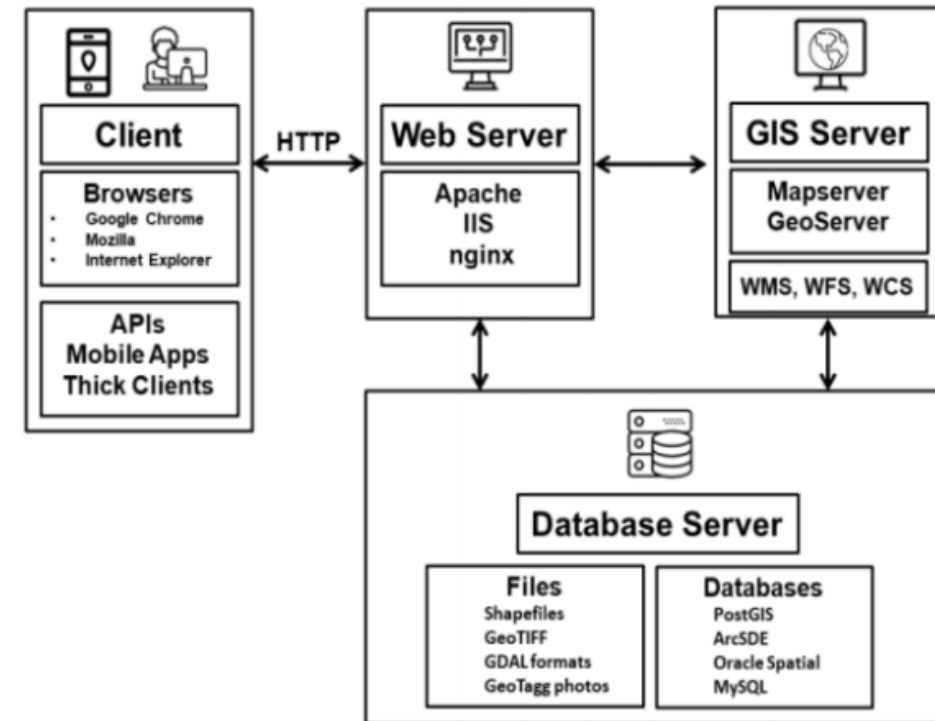 Client
HTTP
Browsers
• Google Chrome
• Mozilla
• Internet Explorer
APIs
Mobile Apps
Thick Clients
Web Server
Apache
IIS
nginx
GIS Server
Mapserver
GeoServer
WMS, WFS, WCS
Database Server
Files
Shapefiles
GeoTIFF
GDAL formats
GeoTagg photos
Databases
PostGIS
ArcSDE
Oracle Spatial
MySQL